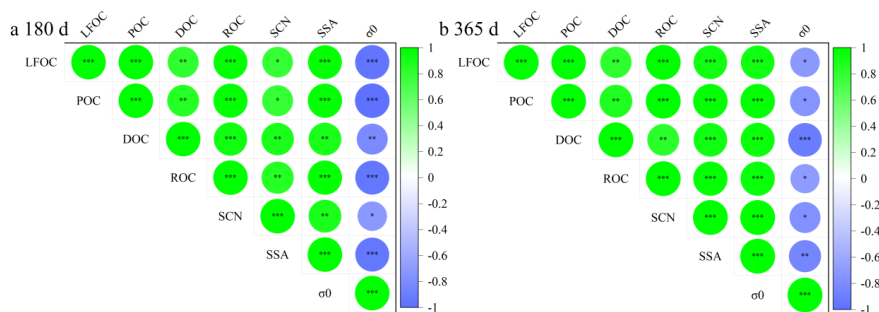 a 180 d
LFOC POC DOC ROC SCN SSA σ0
LFOC *** *** ** *** * *** ***
POC *** ** *** * *** ***
DOC *** *** ** ** **
ROC *** ** *** ***
SCN *** ** *
SSA *** ***
σ0 ***
1
0.8
0.6
0.4
0.2
0
-0.2
-0.4
-0.6
-0.8
-1
b 365 d
LFOC POC DOC ROC SCN SSA σ0
LFOC *** *** ** *** *** *** *
POC *** ** *** *** *** *
DOC *** ** *** *** ***
ROC *** *** *** *
SCN *** *** *
SSA *** **
σ0 ***
1
0.8
0.6
0.4
0.2
0
-0.2
-0.4
-0.6
-0.8
-1